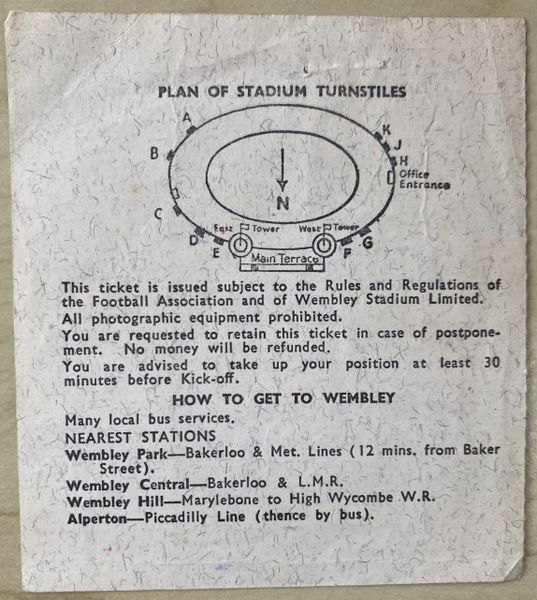 PLAN OF STADIUM TURNSTILES
A
K
J
B
H
Office
Entrance
N
C
East Tower
West Tower
D
E
F
G
Main Terrace
This ticket is issued subject to the Rules and Regulations of
the Football Association and of Wembley Stadium Limited.
All photographic equipment prohibited.
You are requested to retain this ticket in case of postpone-
ment. No money will be refunded.
You are advised to take up your position at least 30
minutes before Kick-off.
HOW TO GET TO WEMBLEY
Many local bus services.
NEAREST STATIONS
Wembley Park—Bakerloo & Met. Lines (12 mins. from Baker
Street).
Wembley Central—Bakerloo & L.M.R.
Wembley Hill—Marylebone to High Wycombe W.R.
Alperton—Piccadilly Line (thence by bus).